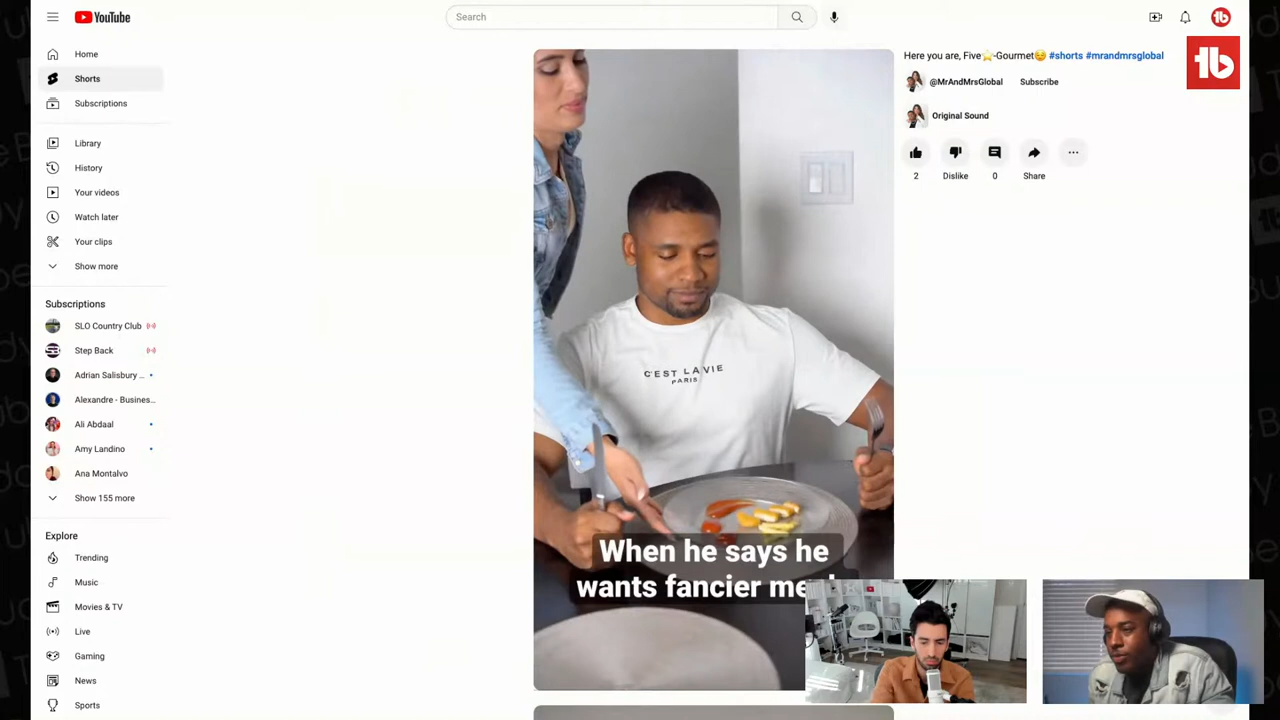 YouTube
Search
Home
Shorts
Subscriptions
Library
History
Your videos
Watch later
Your clips
Show more
Subscriptions
SLO Country Club
Step Back
Adrian Salisbury ...
Alexandre - Busines...
Ali Abdaal
Amy Landino
Ana Montalvo
Show 155 more
Explore
Trending
Music
Movies & TV
Live
Gaming
News
Sports
C'EST LA VIE
PARIS
When he says he
wants fancier
Here you are, Five⭐-Gourmet😋 #shorts #mrandmrsglobal
@MrAndMrsGlobal Subscribe
Original Sound
2 Dislike 0 Share